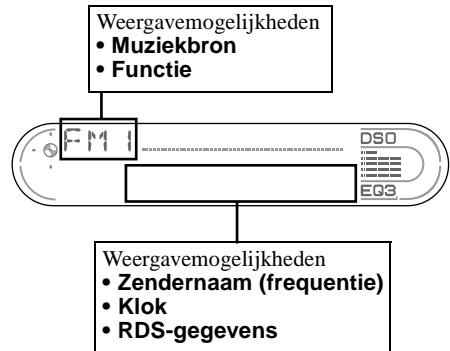 Weergavemogelijkheden
• Muziekbron
• Functie
FM1
DSO
EQ3
Weergavemogelijkheden
• Zendernaam (frequentie)
• Klok
• RDS-gegevens